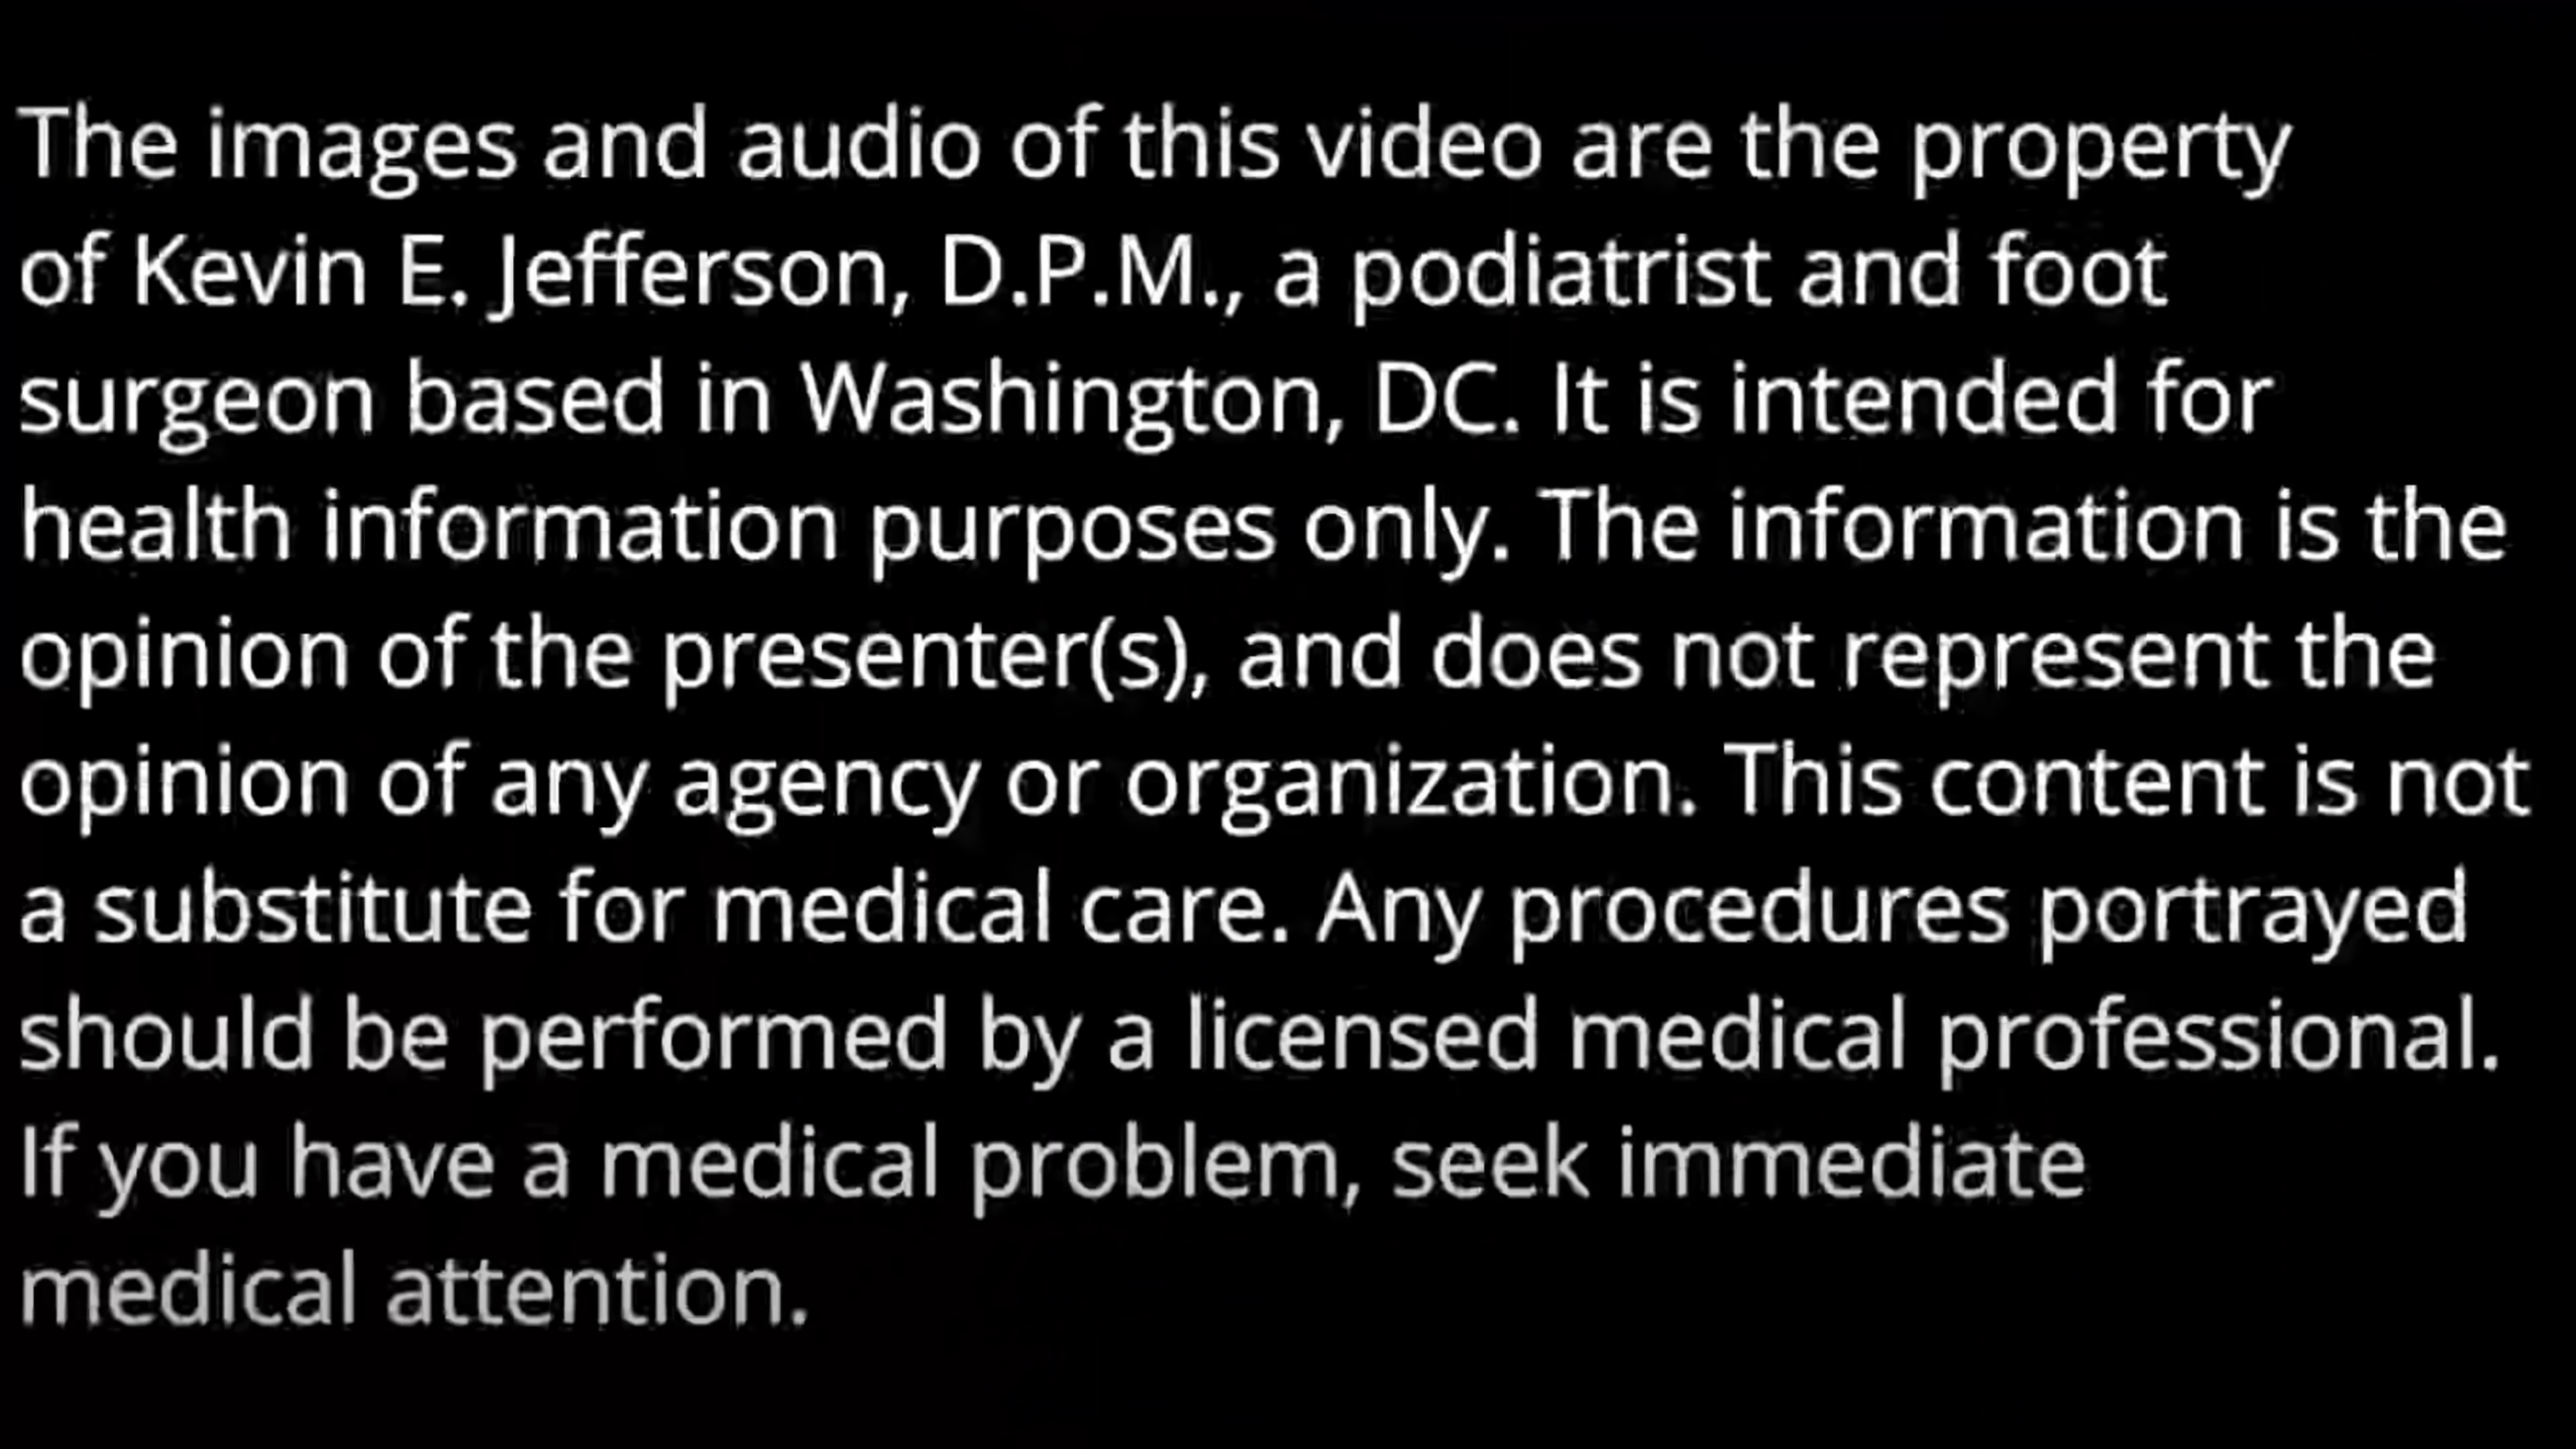 The images and audio of this video are the property
of Kevin E. Jefferson, D.P.M., a podiatrist and foot
surgeon based in Washington, DC. It is intended for
health information purposes only. The information is the
opinion of the presenter(s), and does not represent the
opinion of any agency or organization. This content is not
a substitute for medical care. Any procedures portrayed
should be performed by a licensed medical professional.
If you have a medical problem, seek immediate
medical attention.